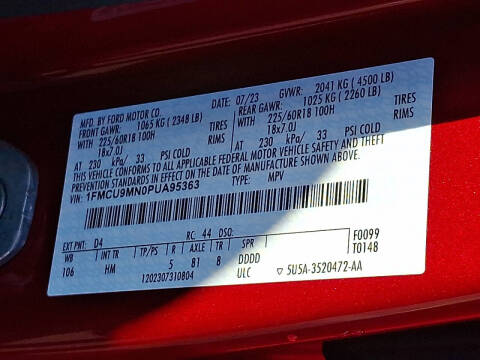 MFD. BY FORD MOTOR CO. DATE: 07/23 GVWR: 2041 KG ( 4500 LB)
FRONT GAWR: 1065 KG ( 2348 LB) REAR GAWR: 1025 KG ( 2260 LB)
WITH 225/60R18 100H TIRES WITH 225/60R18 100H TIRES
18x7.0J RIMS 18x7.0J RIMS
AT 230 kPa/ 33 PSI COLD AT 230 kPa/ 33 PSI COLD
THIS VEHICLE CONFORMS TO ALL APPLICABLE FEDERAL MOTOR VEHICLE SAFETY AND THEFT
PREVENTION STANDARDS IN EFFECT ON THE DATE OF MANUFACTURE SHOWN ABOVE.
VIN: 1FMCU9MN0PUA95363 TYPE: MPV
EXT PNT: D4 RC: 44 DSO: F0099
WB INT TR TP/PS R AXLE TR SPR T0148
106 HM 5 81 8 DDDD
1202307310804 ULC ▽ 5U5A-3520472-AA